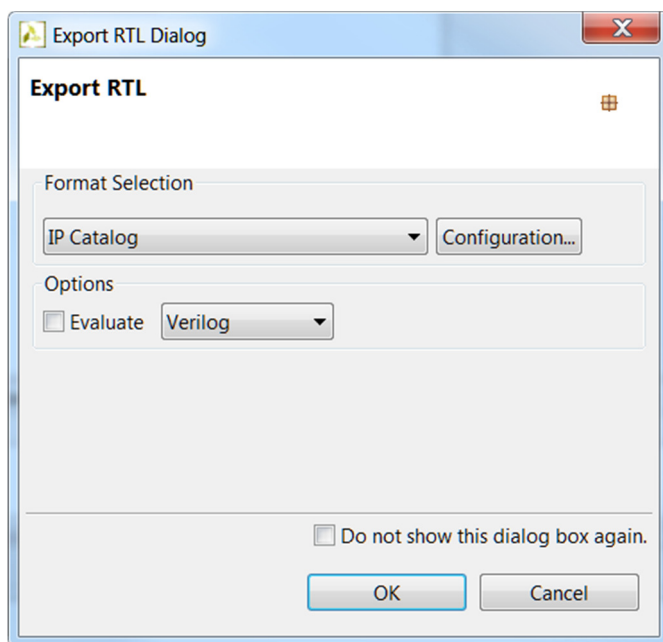 Export RTL Dialog
Export RTL
Format Selection
IP Catalog
Configuration...
Options
Evaluate
Verilog
Do not show this dialog box again.
OK
Cancel